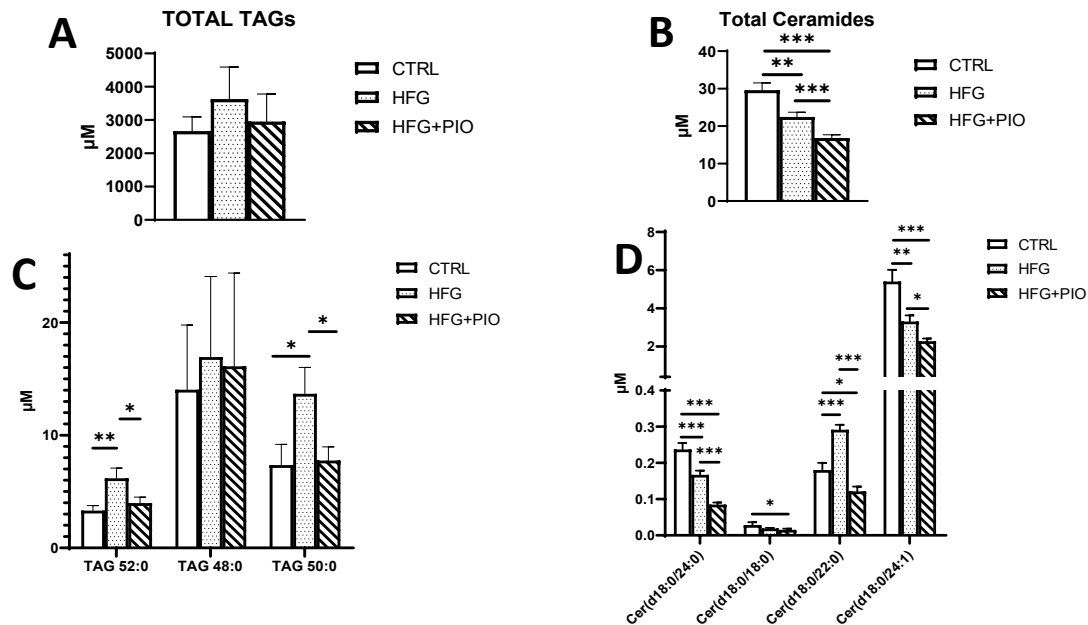 A
TOTAL TAGs
5000
4000
3000
2000
1000
0
µM
CTRL
HFG
HFG+PIO
B
Total Ceramides
***
**
***
40
30
20
10
0
µM
CTRL
HFG
HFG+PIO
C
20
10
0
µM
**
*
*
*
TAG 52:0
TAG 48:0
TAG 50:0
CTRL
HFG
HFG+PIO
D
8
6
4
2
0.4
0.3
0.2
0.1
0.0
µM
***
***
***
*
***
*
***
***
**
*
Cer(d18:0/24:0)
Cer(d18:0/18:0)
Cer(d18:0/22:0)
Cer(d18:0/24:1)
CTRL
HFG
HFG+PIO